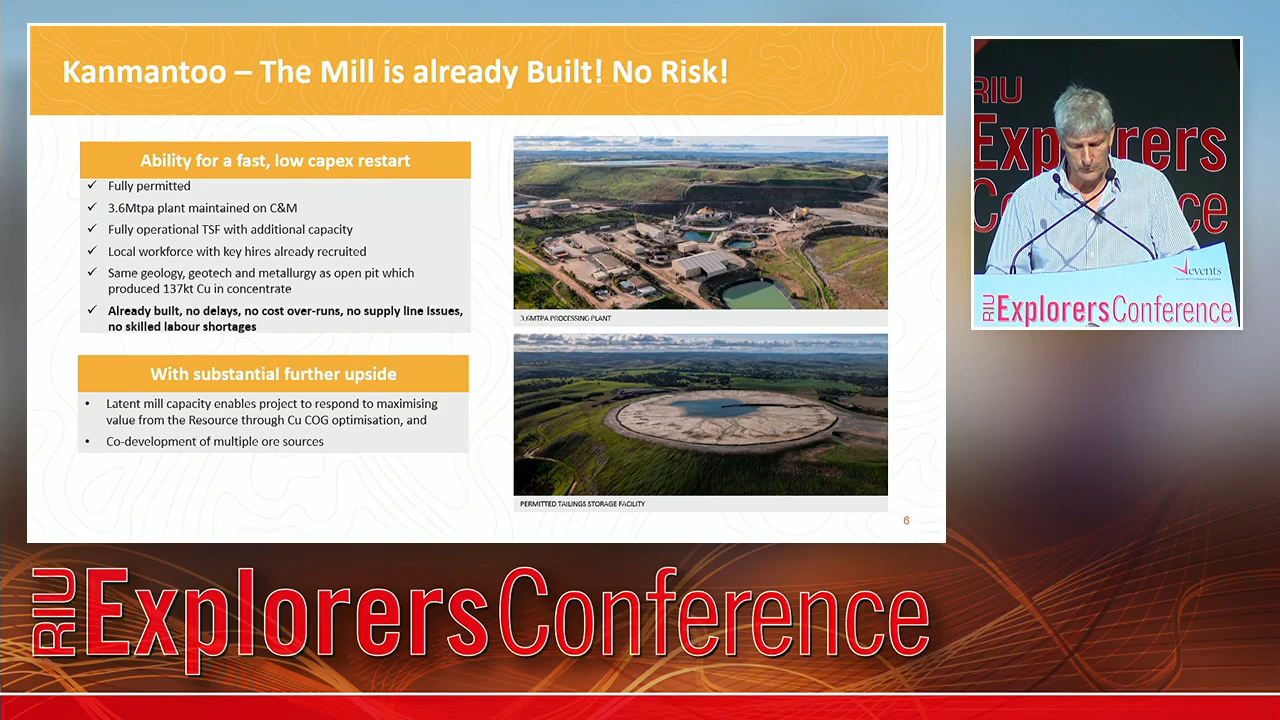 Kanmantoo – The Mill is already Built! No Risk!
Ability for a fast, low capex restart
✓ Fully permitted
✓ 3.6Mtpa plant maintained on C&M
✓ Fully operational TSF with additional capacity
✓ Local workforce with key hires already recruited
✓ Same geology, geotech and metallurgy as open pit which
produced 137kt Cu in concentrate
✓ Already built, no delays, no cost over-runs, no supply line issues,
no skilled labour shortages
With substantial further upside
• Latent mill capacity enables project to respond to maximising
value from the Resource through Cu COG optimisation, and
• Co-development of multiple ore sources
3.6MTPA PROCESSING PLANT
PERMITTED TAILINGS STORAGE FACILITY
6
RIU
Explorers
events
RIU ExplorersConference
RIU ExplorersConference